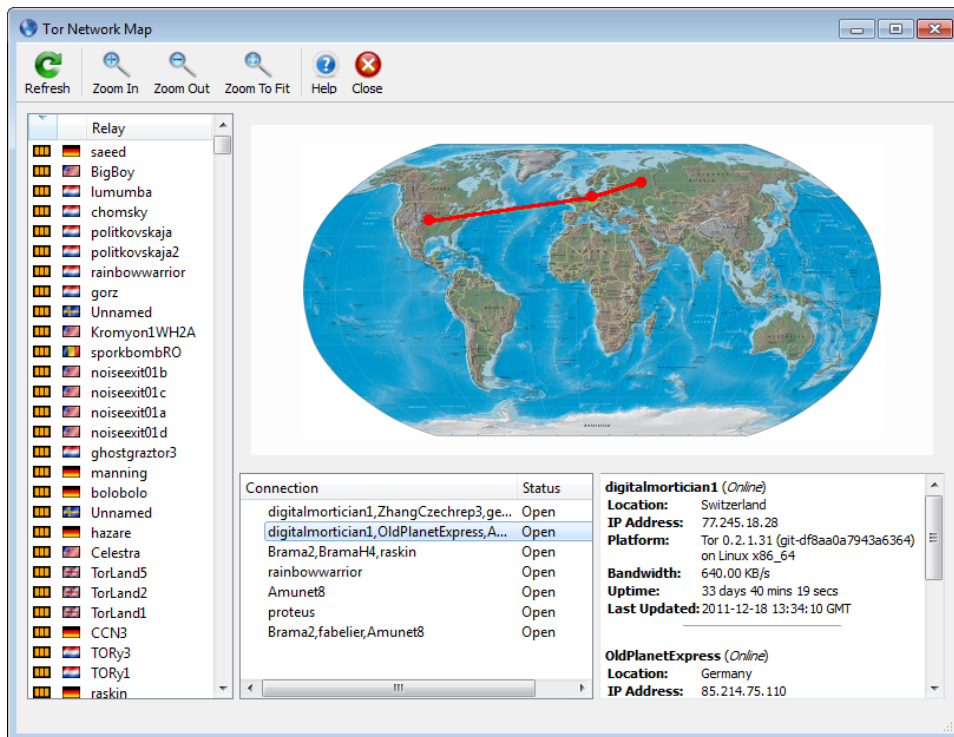 Tor Network Map
Refresh Zoom In Zoom Out Zoom To Fit Help Close
Relay
saeed
BigBoy
lumumba
chomsky
politkovskaja
politkovskaja2
rainbowwarrior
gorz
Unnamed
Kromyon1WH2A
sporkbombRO
noiseexit01b
noiseexit01c
noiseexit01a
noiseexit01d
ghostgraztor3
manning
bolobolo
Unnamed
hazare
Celestra
TorLand5
TorLand2
TorLand1
CCN3
TORy3
TORy1
raskin
Connection Status
digitalmortician1,ZhangCzechrep3,ge... Open
digitalmortician1,OldPlanetExpress,A... Open
Brama2,BramaH4,raskin Open
rainbowwarrior Open
Amunet8 Open
proteus Open
Brama2,fabelier,Amunet8 Open
digitalmortician1 (Online)
Location: Switzerland
IP Address: 77.245.18.28
Platform: Tor 0.2.1.31 (git-df8aa0a7943a6364)
on Linux x86_64
Bandwidth: 640.00 KB/s
Uptime: 33 days 40 mins 19 secs
Last Updated: 2011-12-18 13:34:10 GMT
OldPlanetExpress (Online)
Location: Germany
IP Address: 85.214.75.110